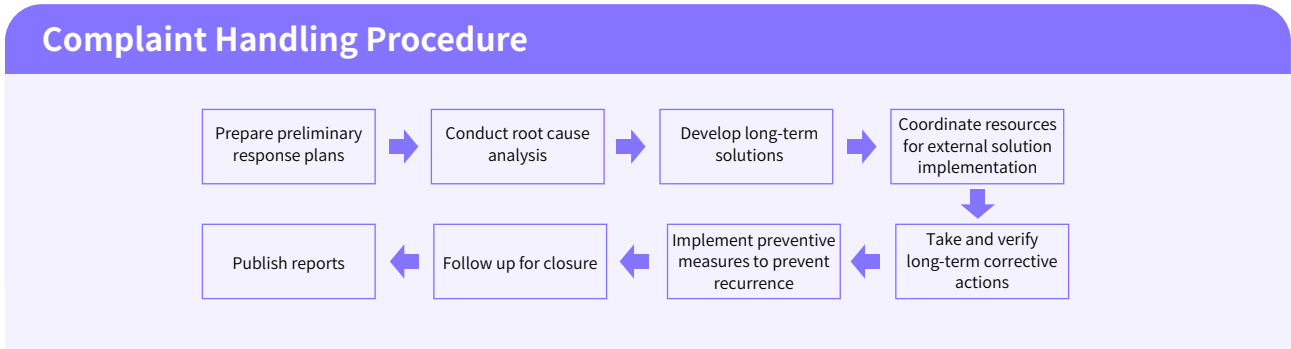 Complaint Handling Procedure
Prepare preliminary
response plans
Conduct root cause
analysis
Develop long-term
solutions
Coordinate resources
for external solution
implementation
Take and verify
long-term corrective
actions
Implement preventive
measures to prevent
recurrence
Follow up for closure
Publish reports